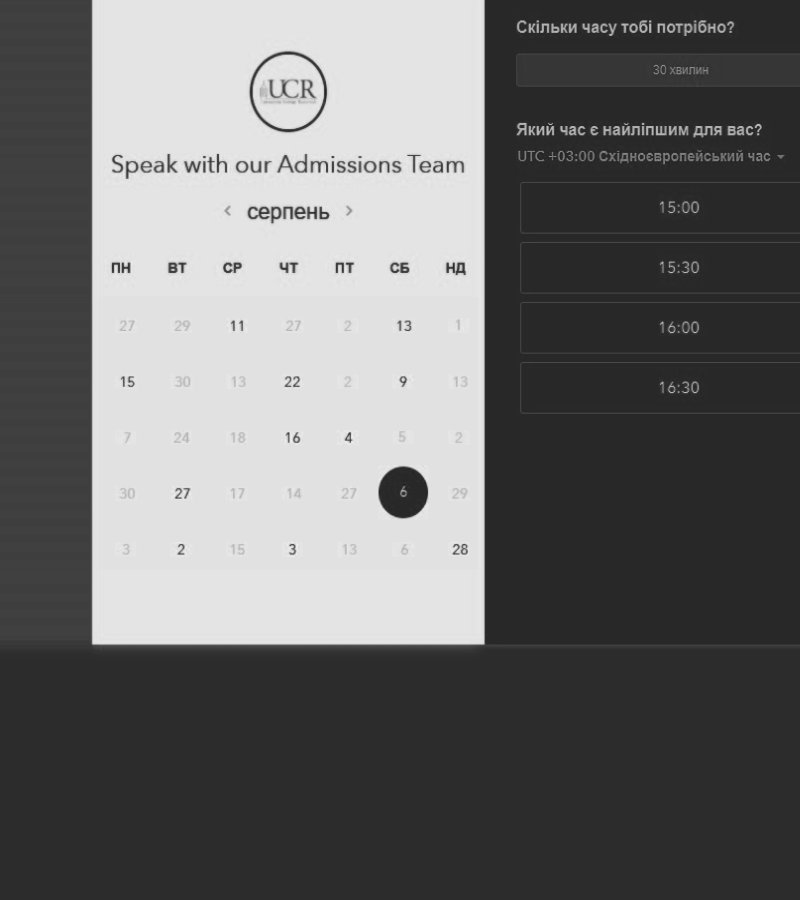 UCR
Speak with our Admissions Team
‹ серпень ›
ПН ВТ СР ЧТ ПТ СБ НД
27 29 11 27 2 13 1
15 30 13 22 2 9 13
7 24 18 16 4 5 2
30 27 17 14 27 6 29
3 2 15 3 13 6 28
Скільки часу тобі потрібно?
30 хвилин
Який час є найліпшим для вас?
UTC +03:00 Східноєвропейський час
15:00
15:30
16:00
16:30